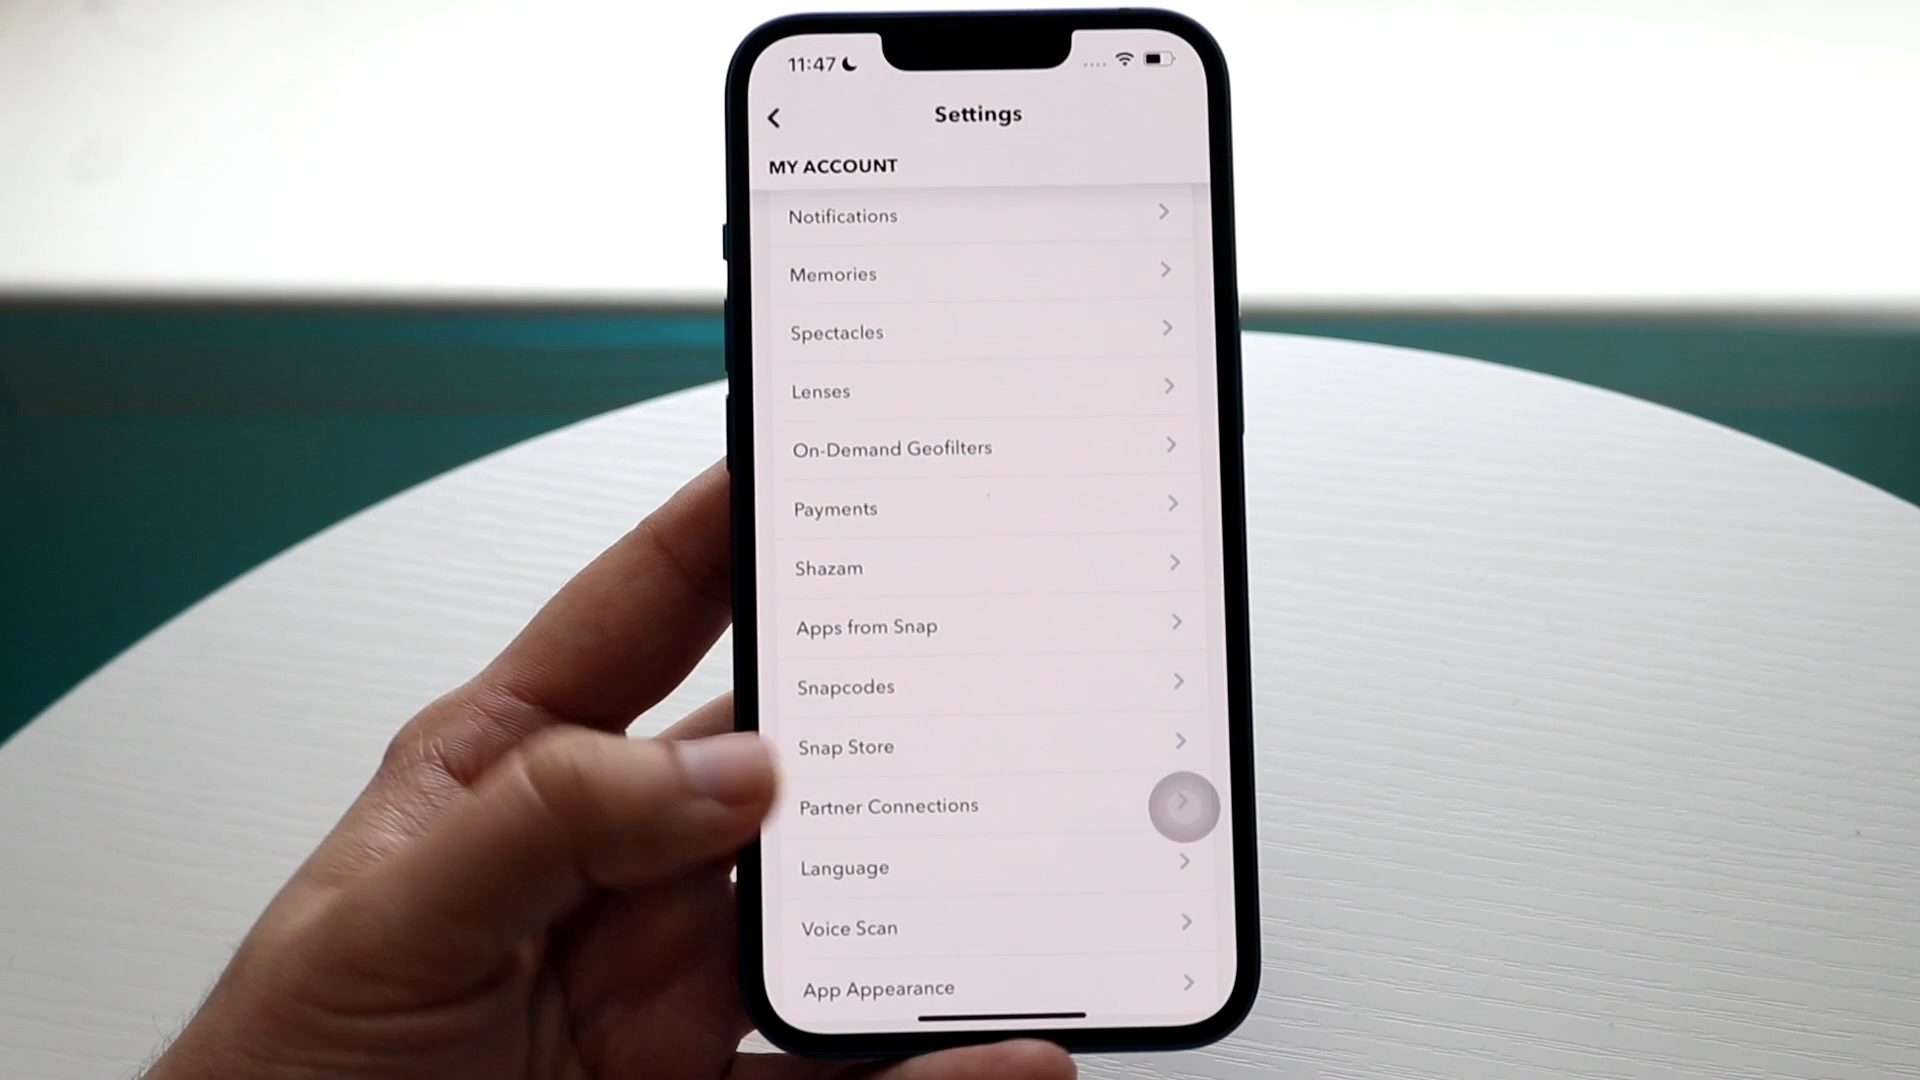 11:47
Settings
MY ACCOUNT
Notifications
Memories
Spectacles
Lenses
On-Demand Geofilters
Payments
Shazam
Apps from Snap
Snapcodes
Snap Store
Partner Connections
Language
Voice Scan
App Appearance